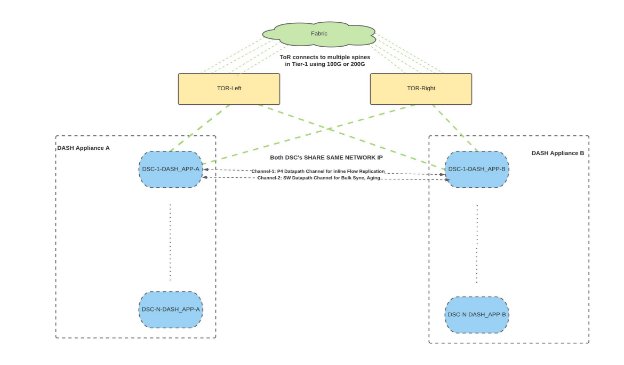 Fabric
ToR connects to multiple spines
in Tier-1 using 100G or 200G
TOR-Left
TOR-Right
DASH Appliance A
DASH Appliance B
Both DSC's SHARE SAME NETWORK IP
DSC-1-DASH_APP-A
Channel-1: P4 Datapath Channel for inline Flow Replication
Channel-2: SW Datapath Channel for Bulk Sync, Aging
DSC-1-DASH_APP-B
DSC-N-DASH_APP-A
DSC-N-DASH_APP-B